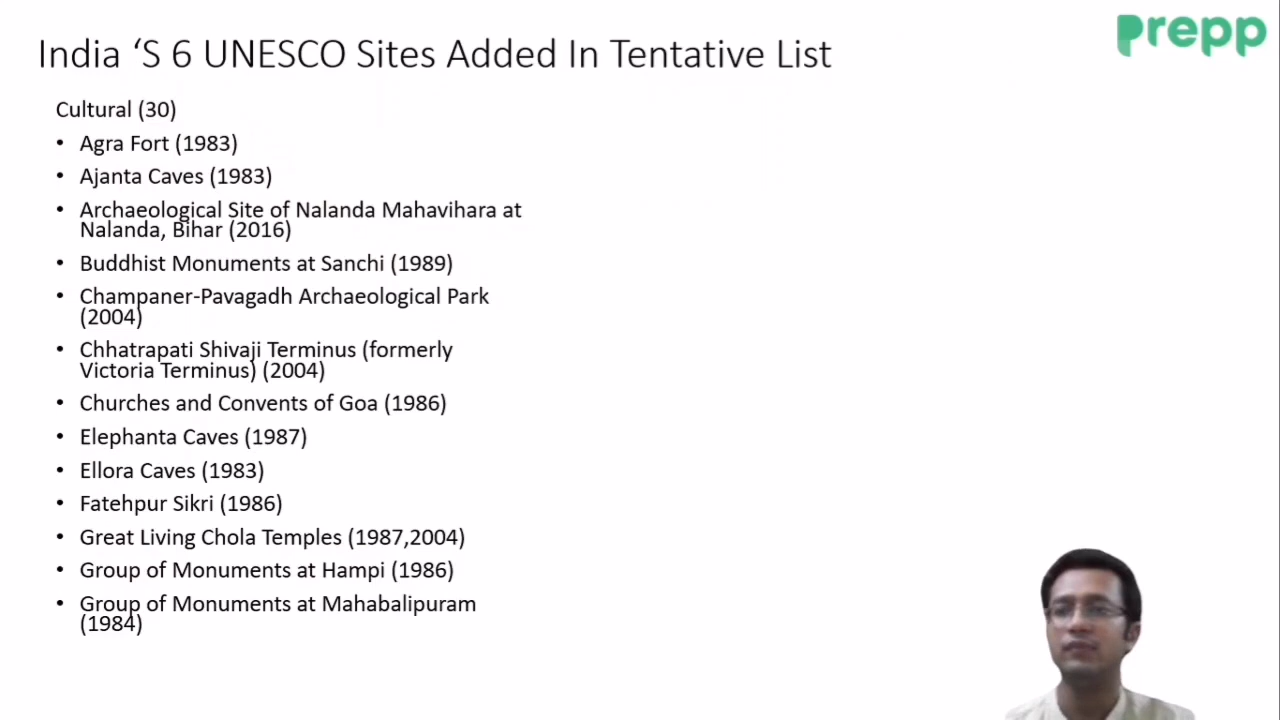 India ‘S 6 UNESCO Sites Added In Tentative List
prepp
Cultural (30)
• Agra Fort (1983)
• Ajanta Caves (1983)
• Archaeological Site of Nalanda Mahavihara at
Nalanda, Bihar (2016)
• Buddhist Monuments at Sanchi (1989)
• Champaner-Pavagadh Archaeological Park
(2004)
• Chhatrapati Shivaji Terminus (formerly
Victoria Terminus) (2004)
• Churches and Convents of Goa (1986)
• Elephanta Caves (1987)
• Ellora Caves (1983)
• Fatehpur Sikri (1986)
• Great Living Chola Temples (1987,2004)
• Group of Monuments at Hampi (1986)
• Group of Monuments at Mahabalipuram
(1984)